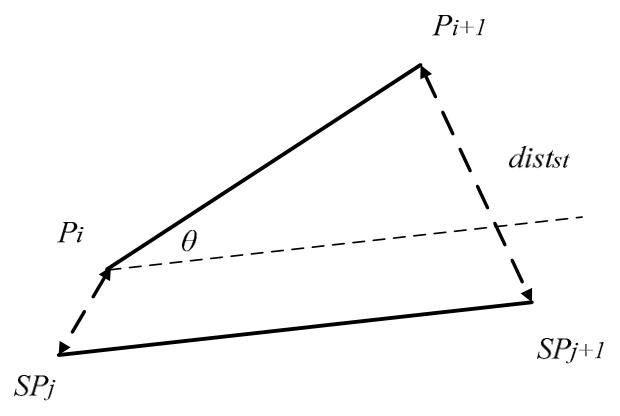 Pi+1
distst
Pi
θ
SPj+1
SPj